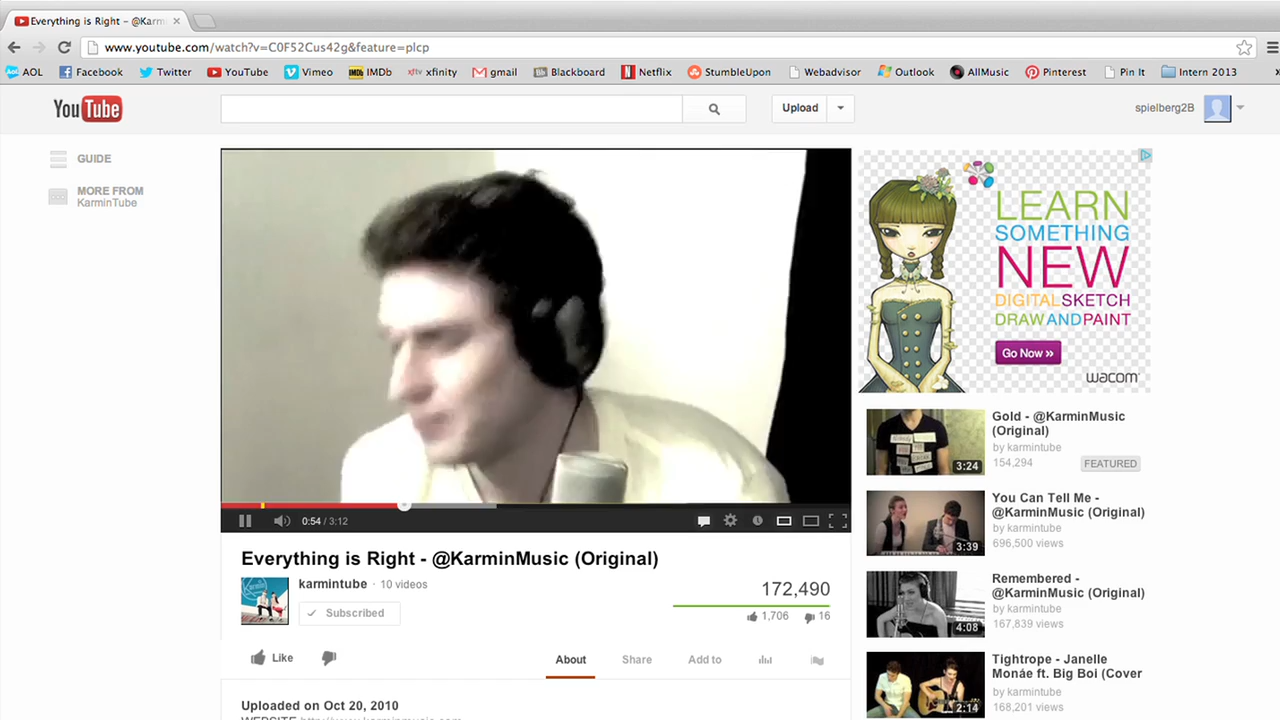 Everything is Right - @Karm
www.youtube.com/watch?v=C0F52Cus42g&feature=plcp
AOL Facebook Twitter YouTube Vimeo IMDb xfinity gmail Blackboard Netflix StumbleUpon Webadvisor Outlook AllMusic Pinterest Pin It Intern 2013
YouTube
Upload
spielberg2B
GUIDE
MORE FROM
KarminTube
LEARN
SOMETHING
NEW
DIGITAL SKETCH
DRAW AND PAINT
Go Now »
wacom
3:24
Gold - @KarminMusic
(Original)
by karmintube
154,294
FEATURED
3:39
You Can Tell Me -
@KarminMusic (Original)
by karmintube
696,500 views
4:08
Remembered -
@KarminMusic (Original)
by karmintube
167,839 views
2:14
Tightrope - Janelle
Monáe ft. Big Boi (Cover
by karmintube
168,201 views
0:54 / 3:12
Everything is Right - @KarminMusic (Original)
karmintube · 10 videos
Subscribed
172,490
1,706 16
Like
About Share Add to
Uploaded on Oct 20, 2010